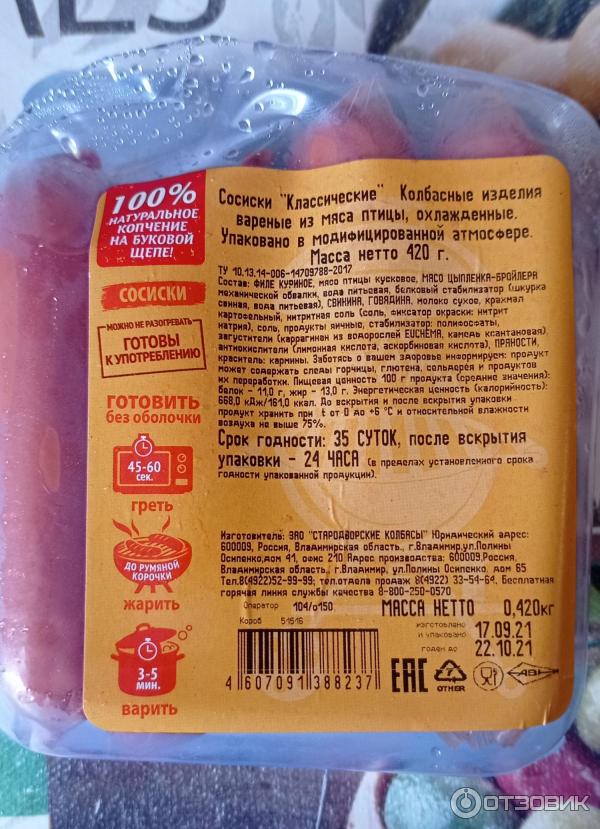 100%
НАТУРАЛЬНОЕ
КОПЧЕНИЕ
НА БУКОВОЙ
ЩЕПЕ!
СОСИСКИ
МОЖНО НЕ РАЗОГРЕВАТЬ
ГОТОВЫ
К УПОТРЕБЛЕНИЮ
ГОТОВИТЬ
без оболочки
45-60
сек.
греть
ДО РУМЯНОЙ
КОРОЧКИ
жарить
3-5
мин.
варить
Сосиски "Классические" Колбасные изделия
вареные из мяса птицы, охлажденные.
Упаковано в модифицированной атмосфере.
Масса нетто 420 г.
ТУ 10.13.14-006-14709788-2017
Состав: ФИЛЕ КУРИНОЕ, мясо птицы кусковое, МЯСО ЦЫПЛЕНКА-БРОЙЛЕРА
механической обвалки, вода питьевая, белковый стабилизатор (шкурка
свиная, вода питьевая), СВИНИНА, ГОВЯДИНА, молоко сухое, крахмал
картофельный, нитритная соль (соль, фиксатор окраски: нитрит
натрия), соль, продукты яичные, стабилизатор: полифосфаты,
загустители (каррагинан из водорослей EUCHEMA, камедь ксантановая),
антиокислители (лимонная кислота, аскорбиновая кислота), ПРЯНОСТИ,
краситель: кармины. Заботясь о вашем здоровье информируем: продукт
может содержать следы горчицы, глютена, сельдерея и продуктов
их переработки. Пищевая ценность 100 г продукта (средние значения):
белок – 11,0 г, жир – 13,0 г. Энергетическая ценность (калорийность):
668,0 кДж/161,0 ккал. До вскрытия и после вскрытия упаковки
продукт хранить при t от 0 до +6 °С и относительной влажности
воздуха не выше 75%.
Срок годности: 35 СУТОК, после вскрытия
упаковки – 24 ЧАСА (в пределах установленного срока
годности упакованной продукции).
Изготовитель: ЗАО "СТАРОДВОРСКИЕ КОЛБАСЫ" Юридический адрес:
600009, Россия, Владимирская область., г.Владимир,ул.Полины
Осипенко,дом 41, офис 210 Адрес производства: 600009,Россия,
Владимирская область., г.Владимир, ул.Полины Осипенко, дом 65
Тел.8(4922)52-99-99; тел.отдела продаж 8(4922) 33-54-64. Бесплатная
горячая линия службы качества 8-800-250-0570
Оператор 104/o150
МАССА НЕТТО 0,420кг
Короб 51516
изготовлено
и упаковано 17.09.21
годен до 22.10.21
4 607091 388237
EAC
7
OTHER
АВИ
ОТЗОВИК